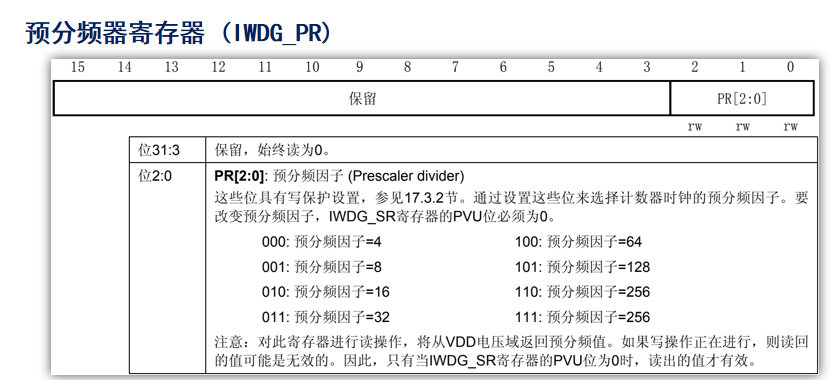 预分频器寄存器 (IWDG_PR)
15 14 13 12 11 10 9 8 7 6 5 4 3 2 1 0
保留 PR[2:0]
rw rw rw
位31:3 保留，始终读为0。
位2:0 PR[2:0]: 预分频因子 (Prescaler divider)
这些位具有写保护设置，参见17.3.2节。通过设置这些位来选择计数器时钟的预分频因子。要
改变预分频因子，IWDG_SR寄存器的PVU位必须为0。
000: 预分频因子=4 100: 预分频因子=64
001: 预分频因子=8 101: 预分频因子=128
010: 预分频因子=16 110: 预分频因子=256
011: 预分频因子=32 111: 预分频因子=256
注意：对此寄存器进行读操作，将从VDD电压域返回预分频值。如果写操作正在进行，则读回
的值可能是无效的。因此，只有当IWDG_SR寄存器的PVU位为0时，读出的值才有效。